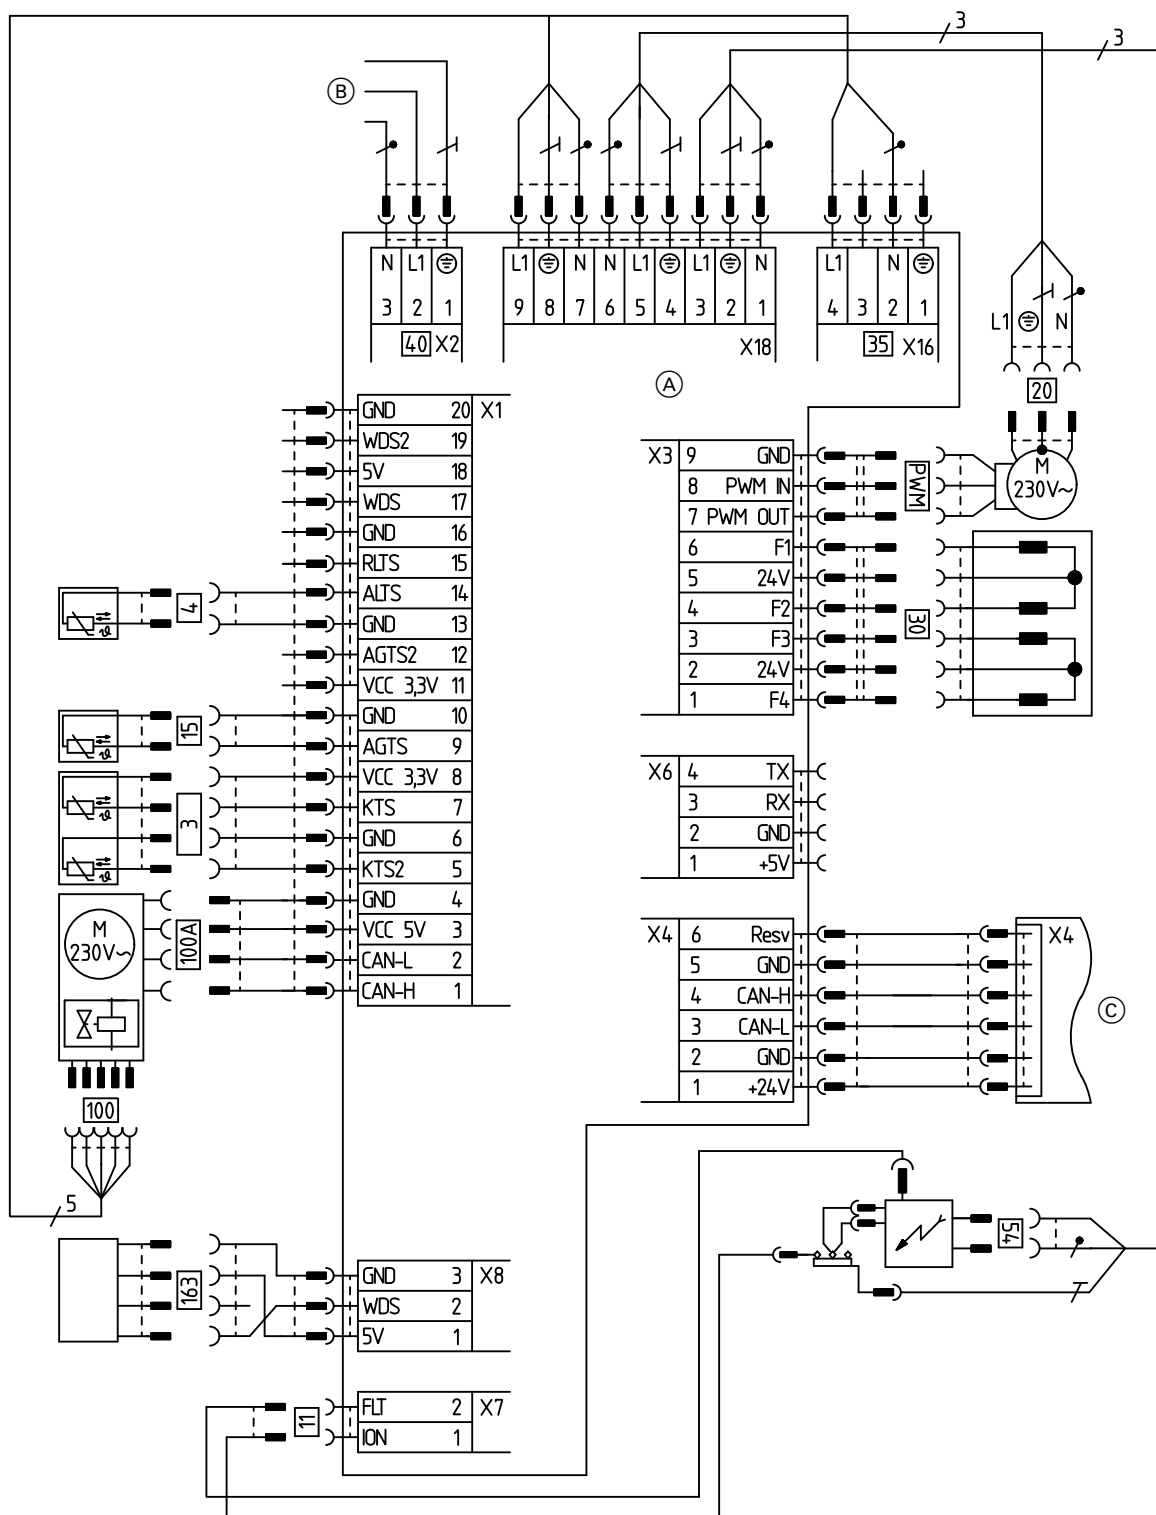 3
3
B
N L1
3 2 1
40 X2
L1 N N L1 L1 N
9 8 7 6 5 4 3 2 1
X18
L1 N
4 3 2 1
35 X16
L1 N
20
A
M
230V~
GND 20 X1
WDS2 19
5V 18
WDS 17
GND 16
RLTS 15
ALTS 14
GND 13
AGTS2 12
VCC 3,3V 11
GND 10
AGTS 9
VCC 3,3V 8
KTS 7
GND 6
KTS2 5
GND 4
VCC 5V 3
CAN-L 2
CAN-H 1
4
ϑ
15
ϑ
3
ϑ
ϑ
100A
M
230V~
100
5
X3 9 GND
8 PWM IN
7 PWM OUT
6 F1
5 24V
4 F2
3 F3
2 24V
1 F4
PWM
30
X6 4 TX
3 RX
2 GND
1 +5V
X4 6 Resv
5 GND
4 CAN-H
3 CAN-L
2 GND
1 +24V
X4
C
54
163
GND 3 X8
WDS 2
5V 1
11
FLT 2 X7
ION 1